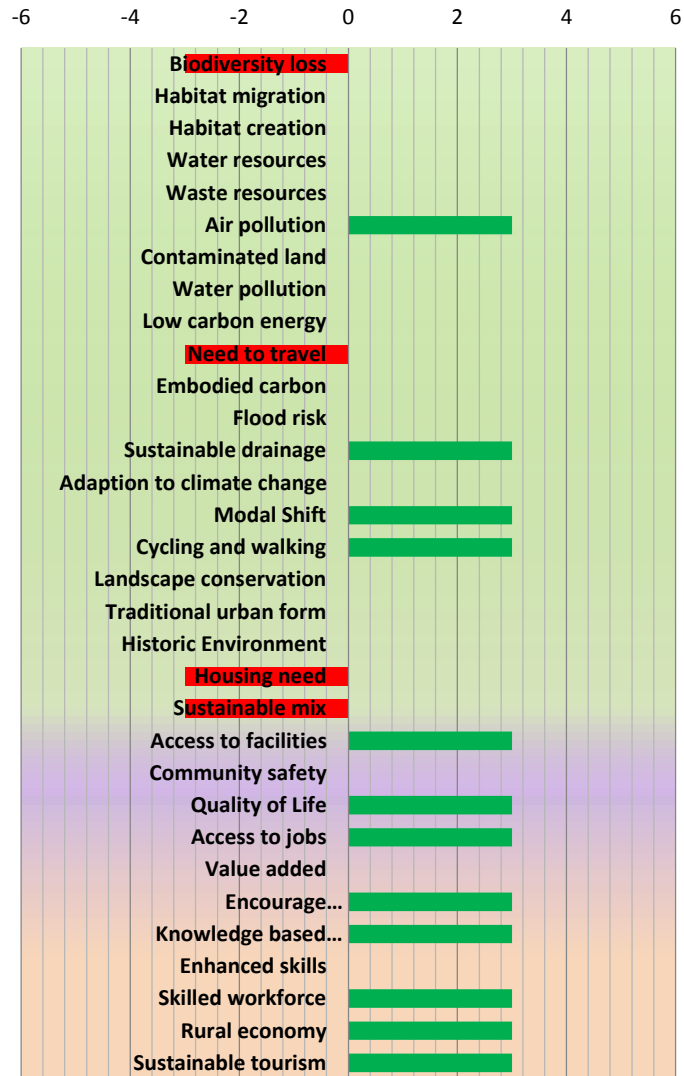 -6 -4 -2 0 2 4 6
Biodiversity loss
Habitat migration
Habitat creation
Water resources
Waste resources
Air pollution
Contaminated land
Water pollution
Low carbon energy
Need to travel
Embodied carbon
Flood risk
Sustainable drainage
Adaption to climate change
Modal Shift
Cycling and walking
Landscape conservation
Traditional urban form
Historic Environment
Housing need
Sustainable mix
Access to facilities
Community safety
Quality of Life
Access to jobs
Value added
Encourage...
Knowledge based...
Enhanced skills
Skilled workforce
Rural economy
Sustainable tourism